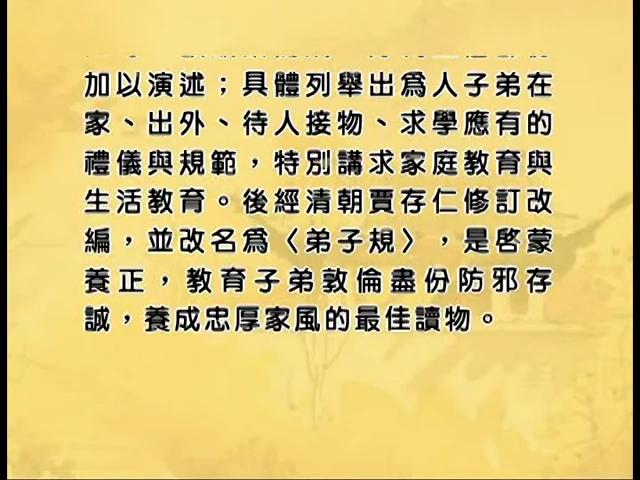 加以演述；具體列舉出為人子弟在
家、出外、待人接物、求學應有的
禮儀與規範，特別講求家庭教育與
生活教育。後經清朝賈存仁修訂改
編，並改名為〈弟子規〉，是啓蒙
養正，教育子弟敦倫盡份防邪存
誠，養成忠厚家風的最佳讀物。